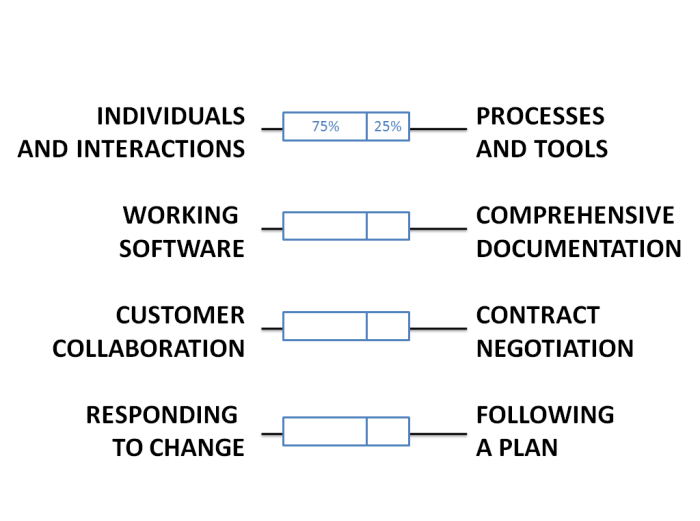 INDIVIDUALS
AND INTERACTIONS
75%
25%
PROCESSES
AND TOOLS
WORKING
SOFTWARE
COMPREHENSIVE
DOCUMENTATION
CUSTOMER
COLLABORATION
CONTRACT
NEGOTIATION
RESPONDING
TO CHANGE
FOLLOWING
A PLAN